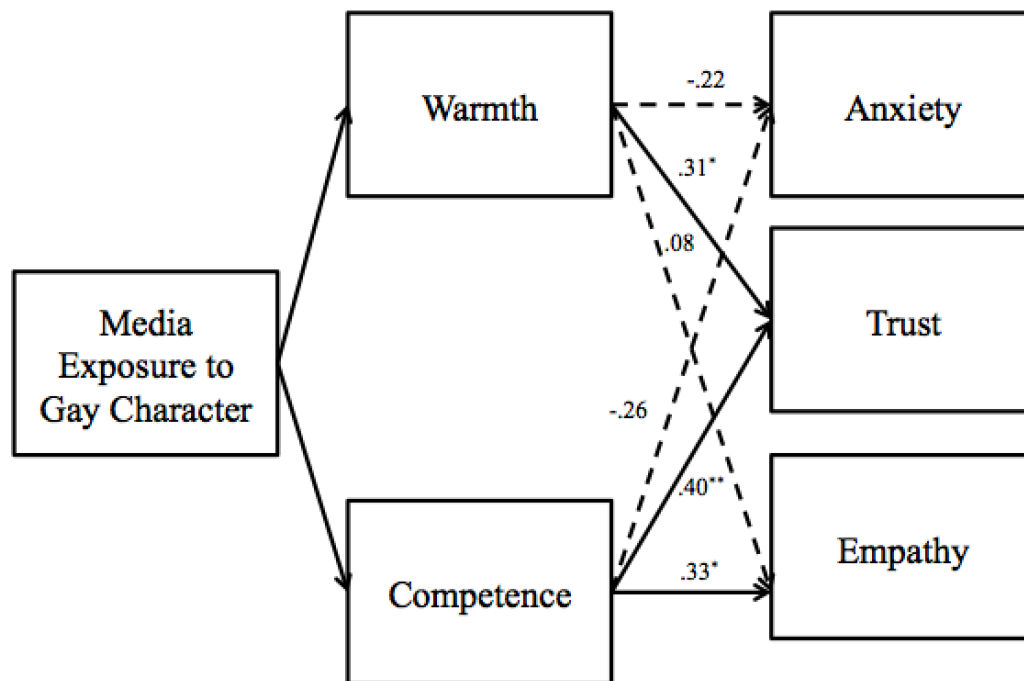 Warmth
-.22
Anxiety
.31*
.08
Media
Exposure to
Gay Character
Trust
-.26
.40**
Empathy
.33*
Competence